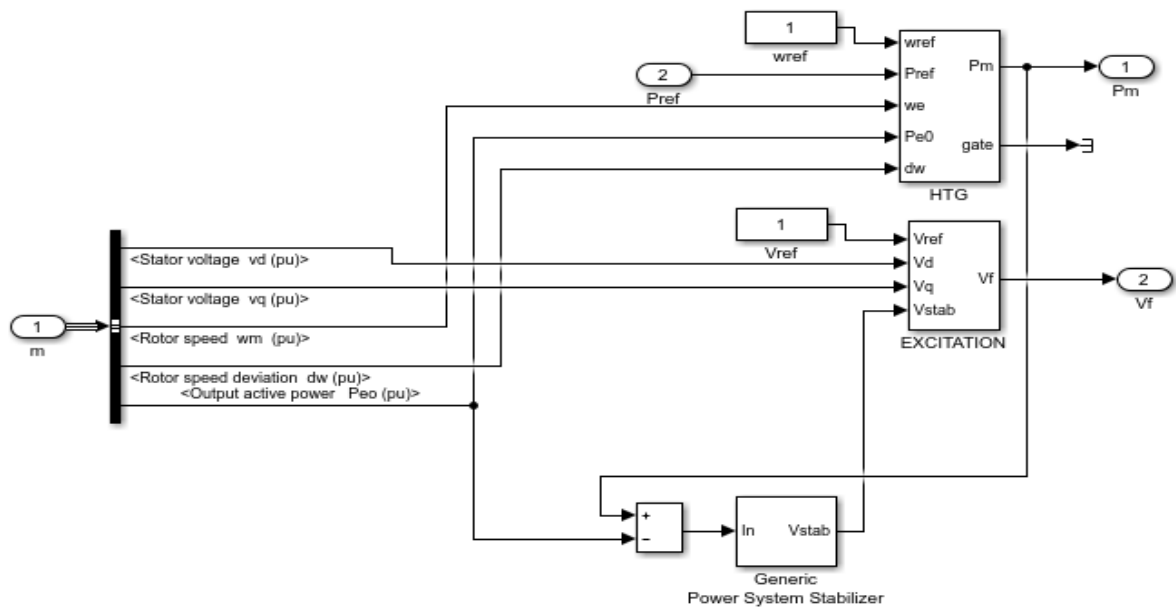 1
wref
2
Pref
wref
Pref
we
Pe0
dw
Pm
gate
HTG
1
Pm
1
Vref
Vref
Vd
Vq
Vstab
Vf
EXCITATION
2
Vf
1
m
<Stator voltage  vd (pu)>
<Stator voltage  vq (pu)>
<Rotor speed  wm  (pu)>
<Rotor speed deviation  dw (pu)>
<Output active power   Peo (pu)>
+
−
In
Vstab
Generic
Power System Stabilizer